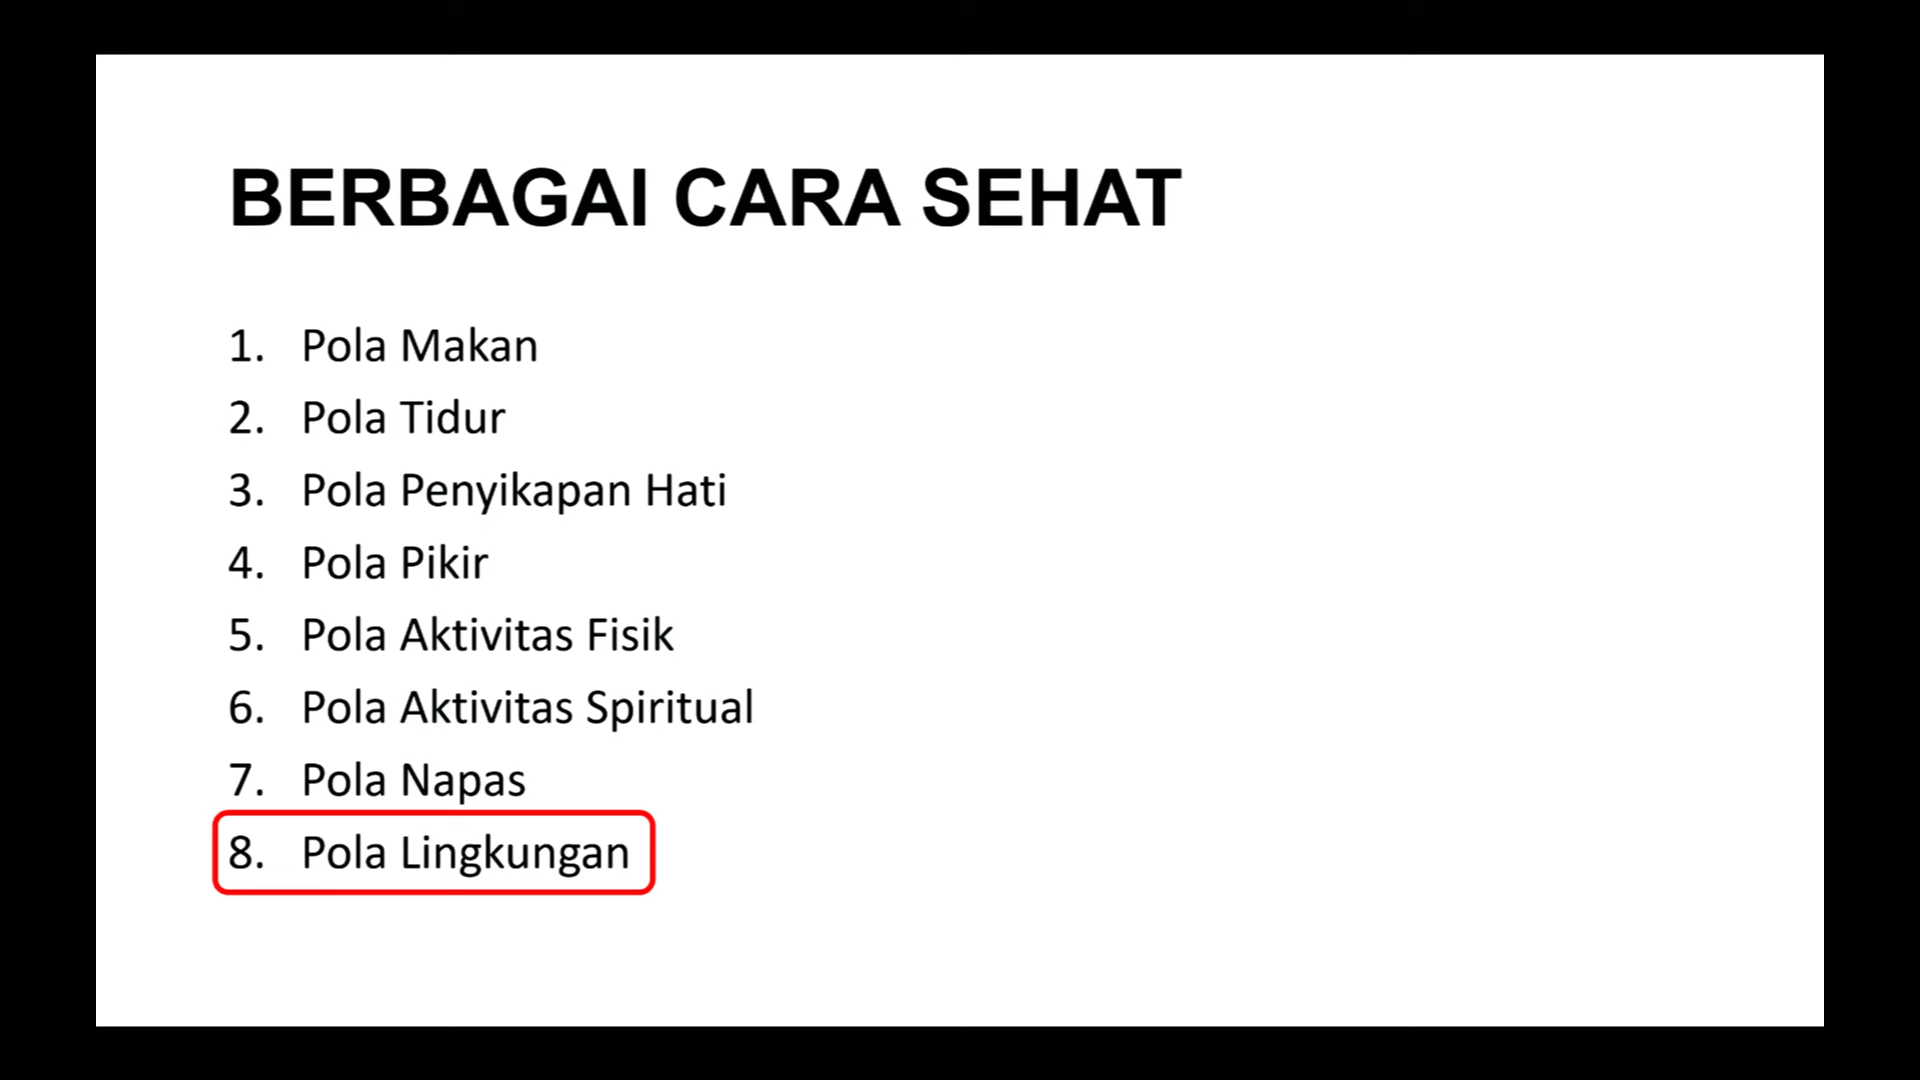 BERBAGAI CARA SEHAT
1. Pola Makan
2. Pola Tidur
3. Pola Penyikapan Hati
4. Pola Pikir
5. Pola Aktivitas Fisik
6. Pola Aktivitas Spiritual
7. Pola Napas
8. Pola Lingkungan